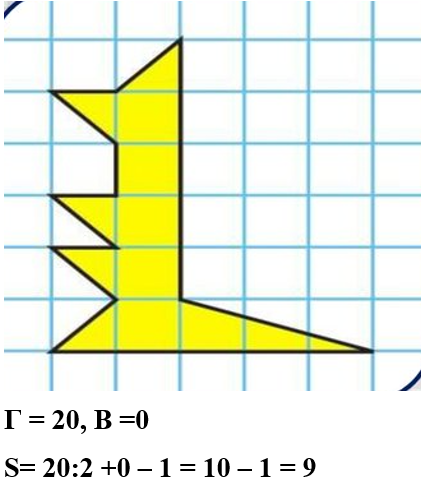 Г = 20, В =0
S= 20:2 +0 – 1 = 10 – 1 = 9